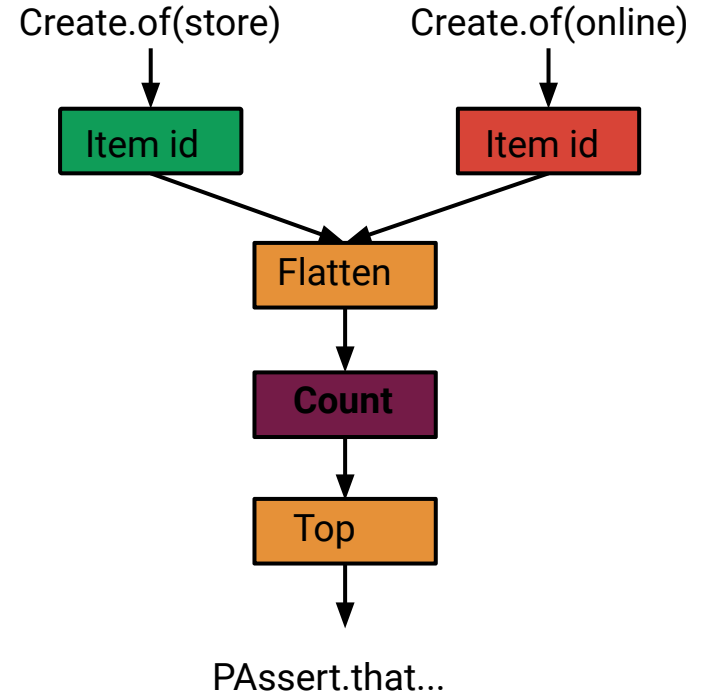 Create.of(store)
Create.of(online)
Item id
Item id
Flatten
Count
Top
PAssert.that...